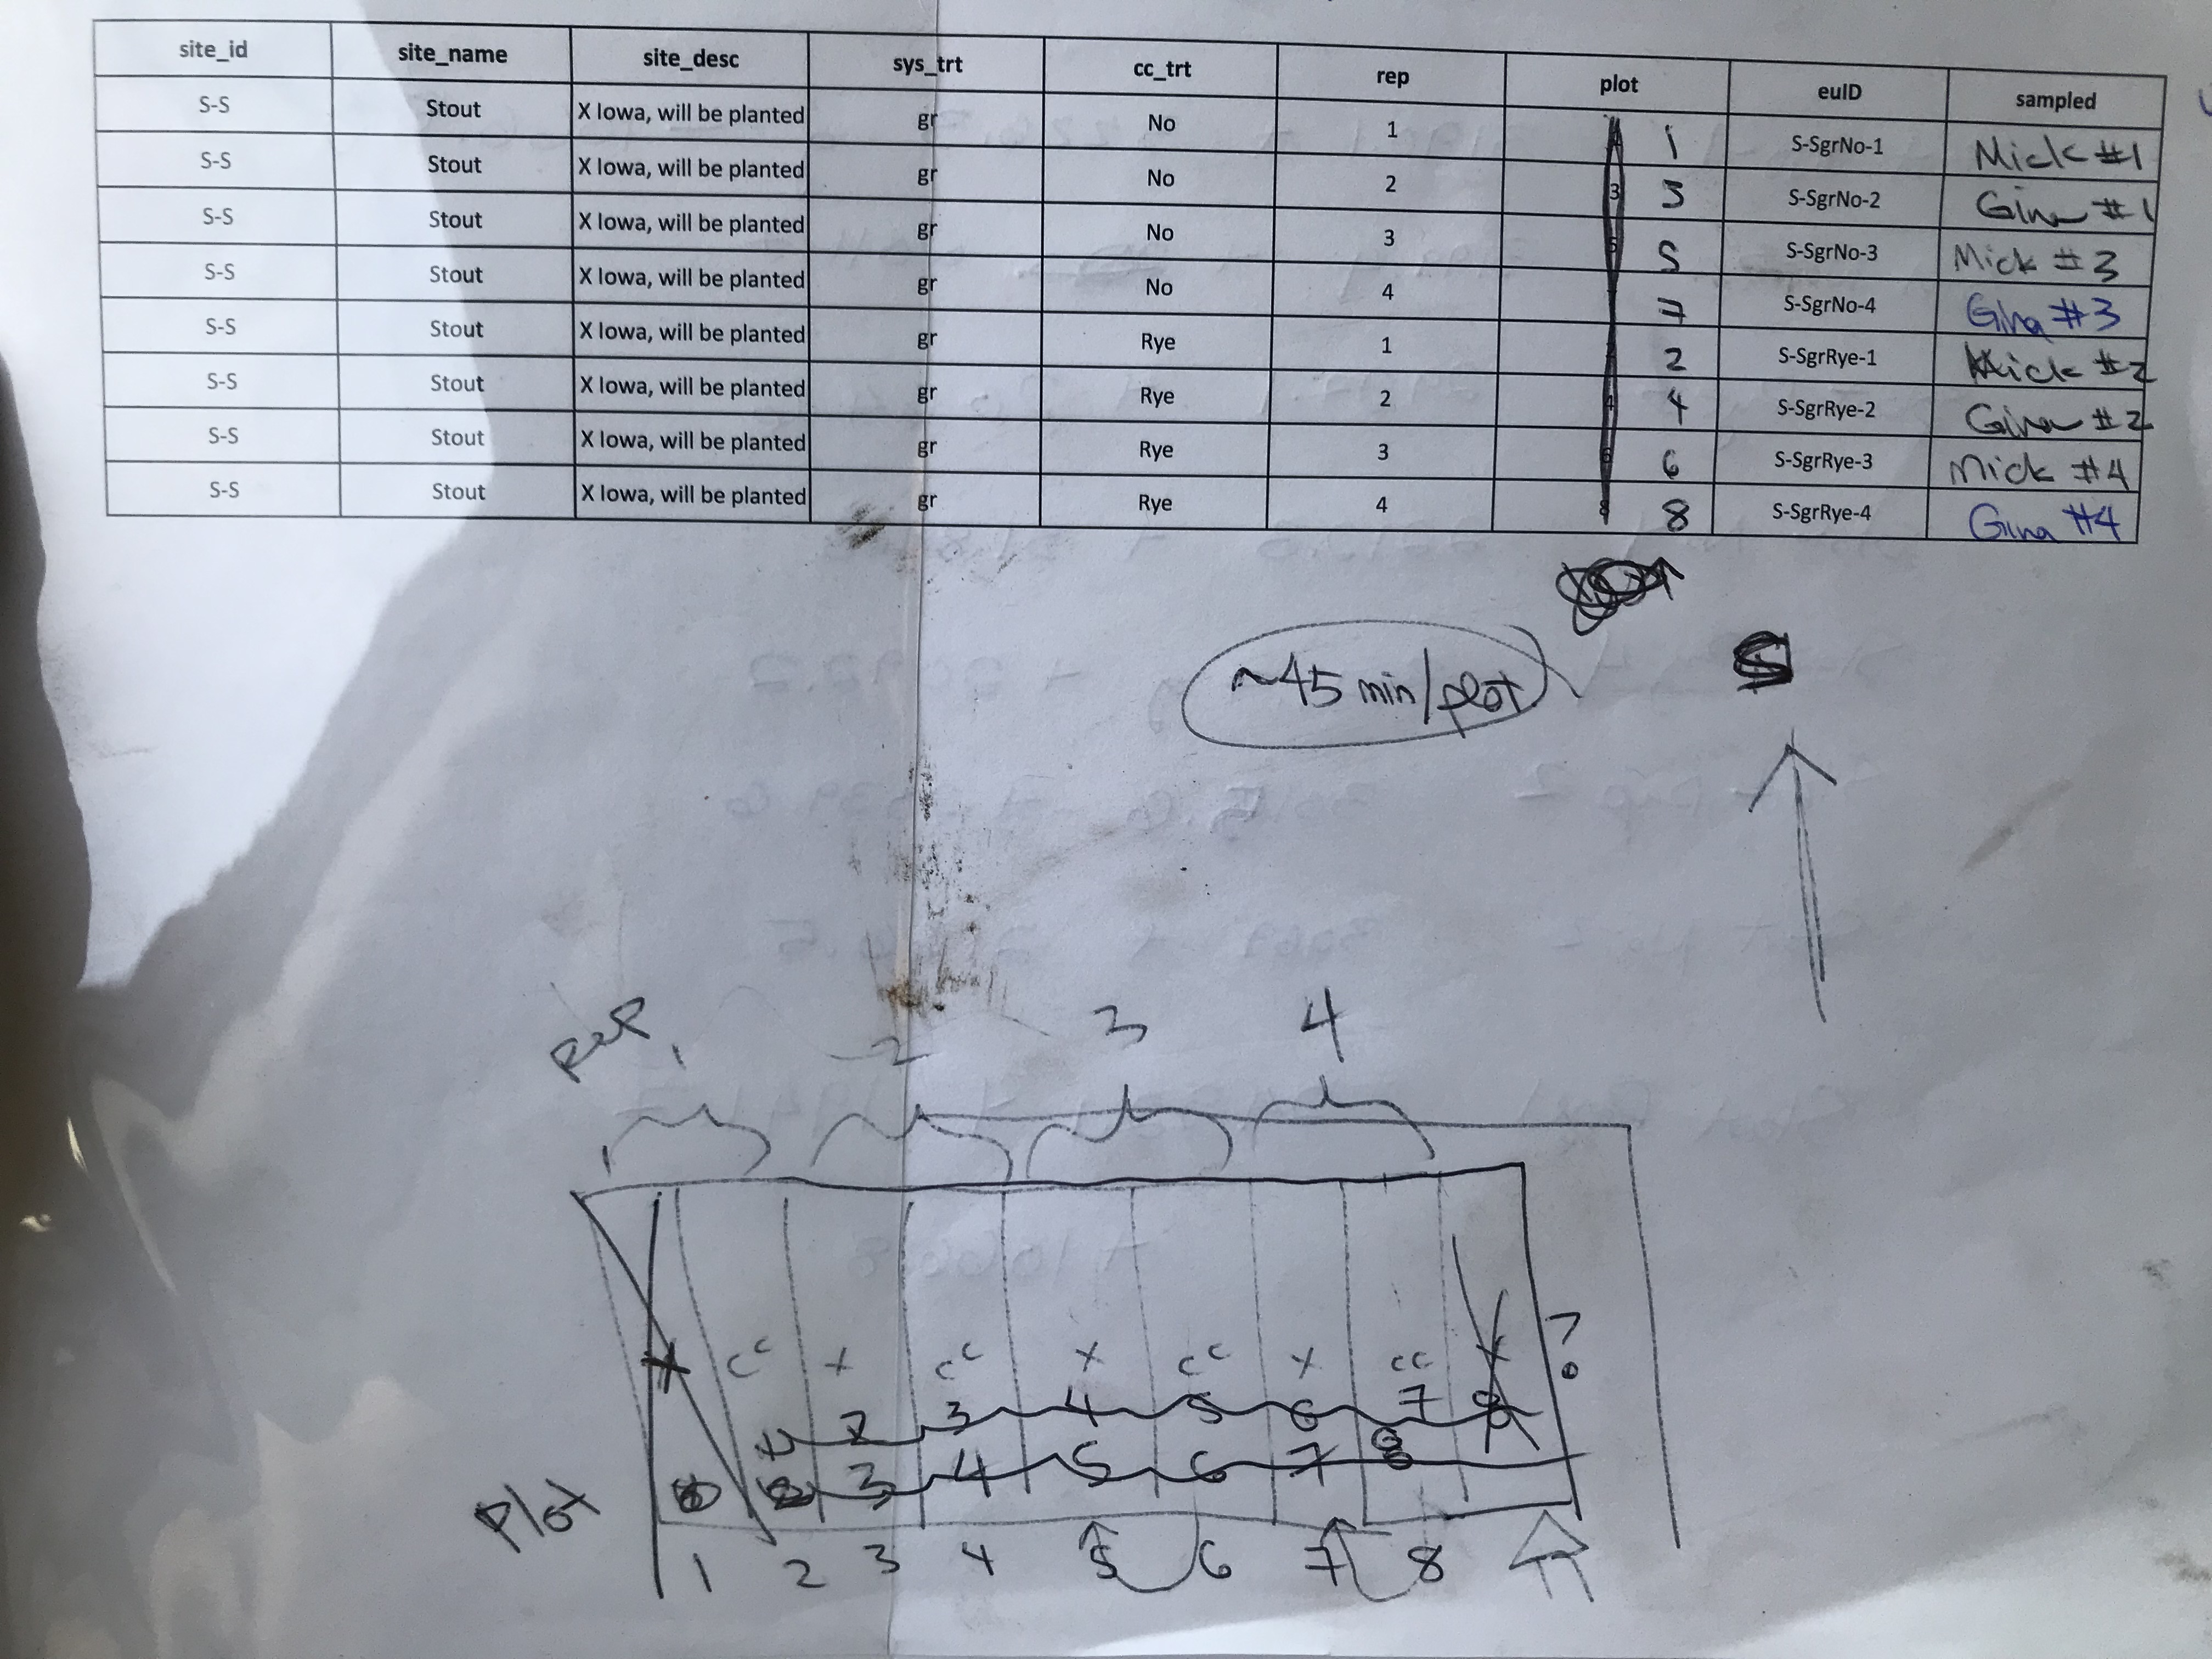 site_id site_name site_desc sys_trt cc_trt rep plot euID sampled
S-S Stout X Iowa, will be planted gr No 1 1 S-SgrNo-1 Mick #1
S-S Stout X Iowa, will be planted gr No 2 3 3 S-SgrNo-2 Gina #1
S-S Stout X Iowa, will be planted gr No 3 5 5 S-SgrNo-3 Mick #3
S-S Stout X Iowa, will be planted gr No 4 7 S-SgrNo-4 Gina #3
S-S Stout X Iowa, will be planted gr Rye 1 2 S-SgrRye-1 Mick #2
S-S Stout X Iowa, will be planted gr Rye 2 4 4 S-SgrRye-2 Gina #2
S-S Stout X Iowa, will be planted gr Rye 3 6 6 S-SgrRye-3 Mick #4
S-S Stout X Iowa, will be planted gr Rye 4 8 8 S-SgrRye-4 Gina #4
~45 min/plot
S
Rep 1 2 3 4
X cc X cc X cc X cc X ?
1 2 3 4 5 6 7 8
3 4 5 6 7 8
Plot
1 2 3 4 5 6 7 8